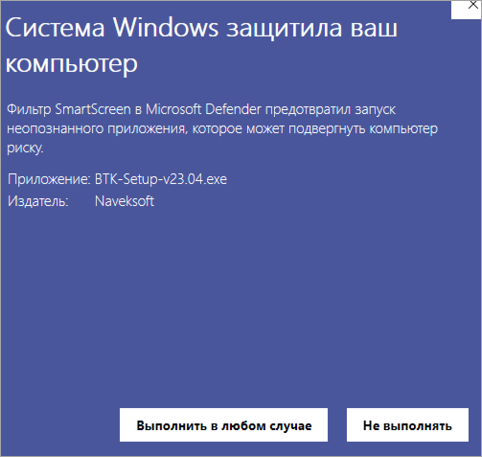 Система Windows защитила ваш
компьютер
Фильтр SmartScreen в Microsoft Defender предотвратил запуск
неопознанного приложения, которое может подвергнуть компьютер
риску.
Приложение: BTK-Setup-v23.04.exe
Издатель: Naveksoft
Выполнить в любом случае Не выполнять